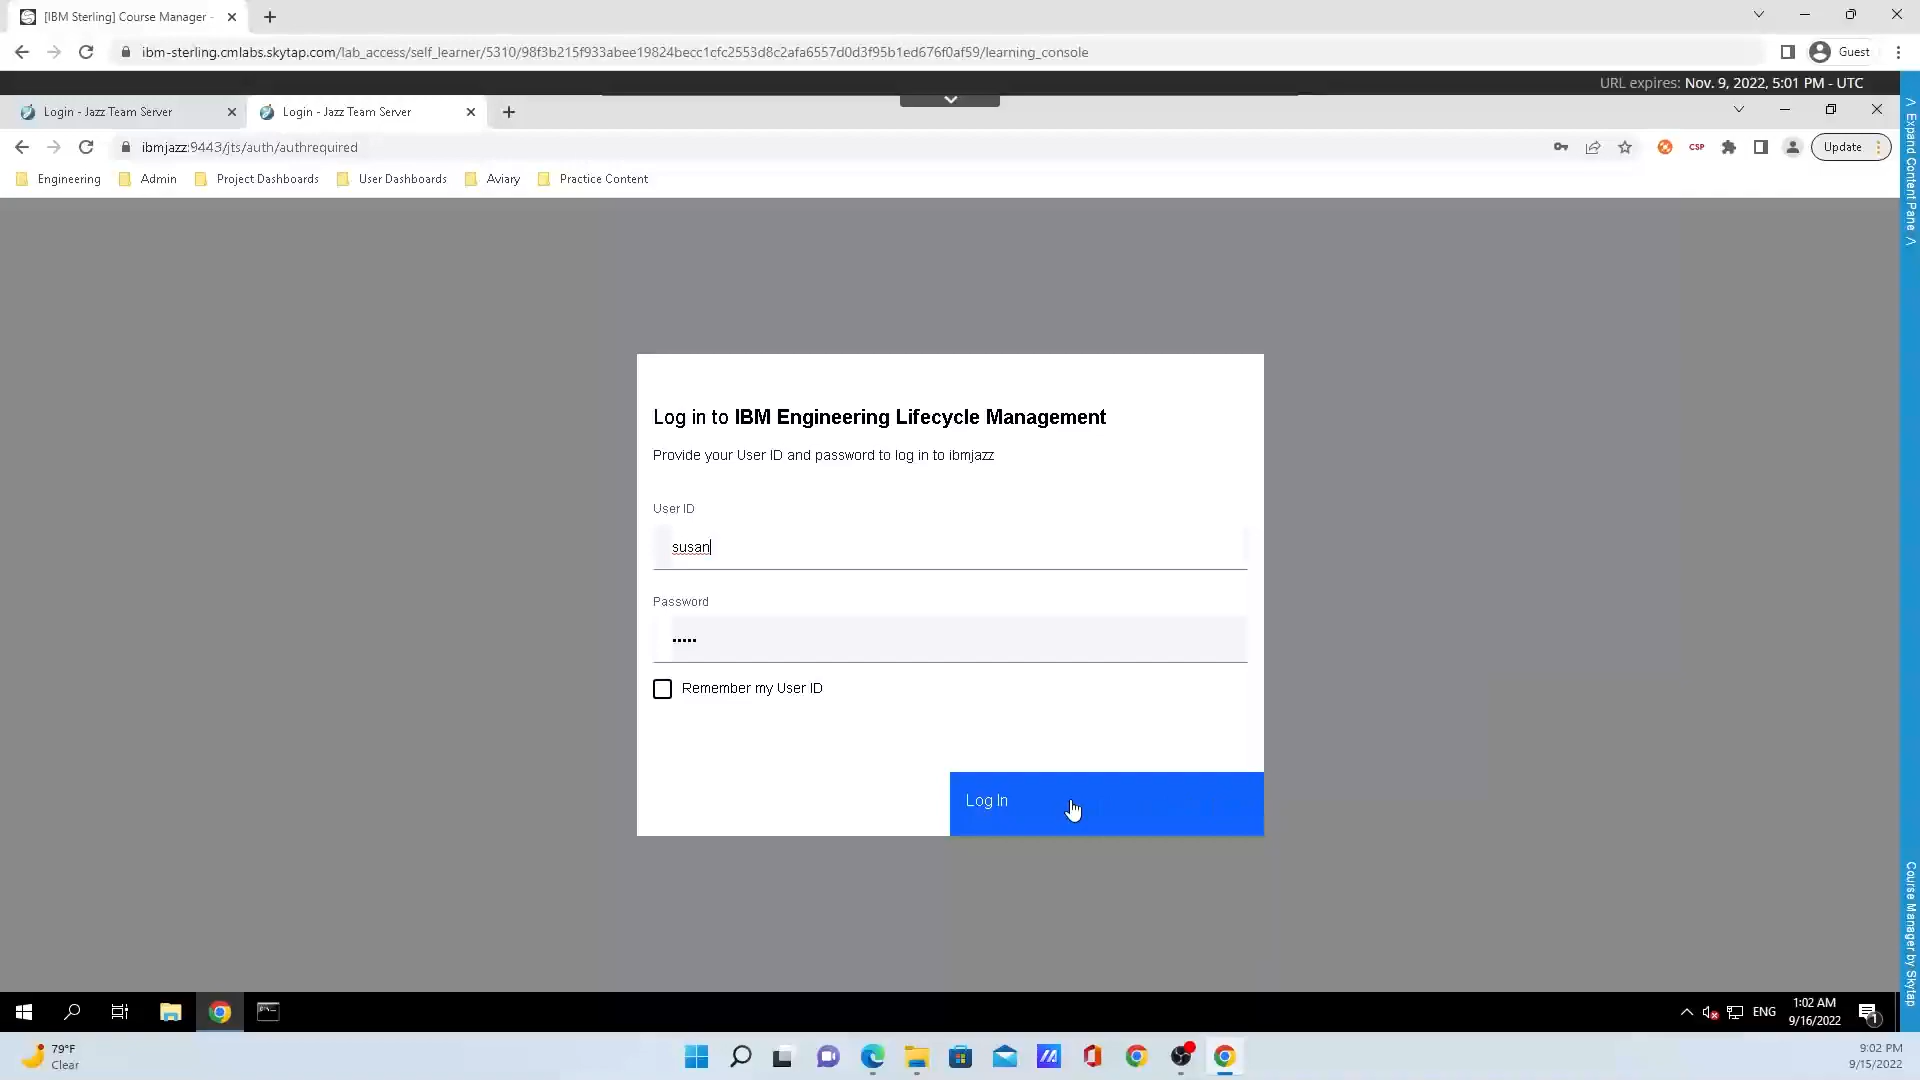 [IBM Sterling] Course Manager -
ibm-sterling.cmlabs.skytap.com/lab_access/self_learner/5310/98f3b215f933abee19824becc1cfc2553d8c2afa6557d0d3f95b1ed676f0af59/learning_console
Guest
URL expires: Nov. 9, 2022, 5:01 PM - UTC
Login - Jazz Team Server
Login - Jazz Team Server
ibmjazz:9443/jts/auth/authrequired
CSP
Update
Engineering
Admin
Project Dashboards
User Dashboards
Aviary
Practice Content
< Expand Content Pane <
Log in to IBM Engineering Lifecycle Management
Provide your User ID and password to log in to ibmjazz
User ID
susan
Password
•••••
Remember my User ID
Log In
Course Manager by Skytap
ENG
1:02 AM
9/16/2022
1
79°F
Clear
9:02 PM
9/15/2022